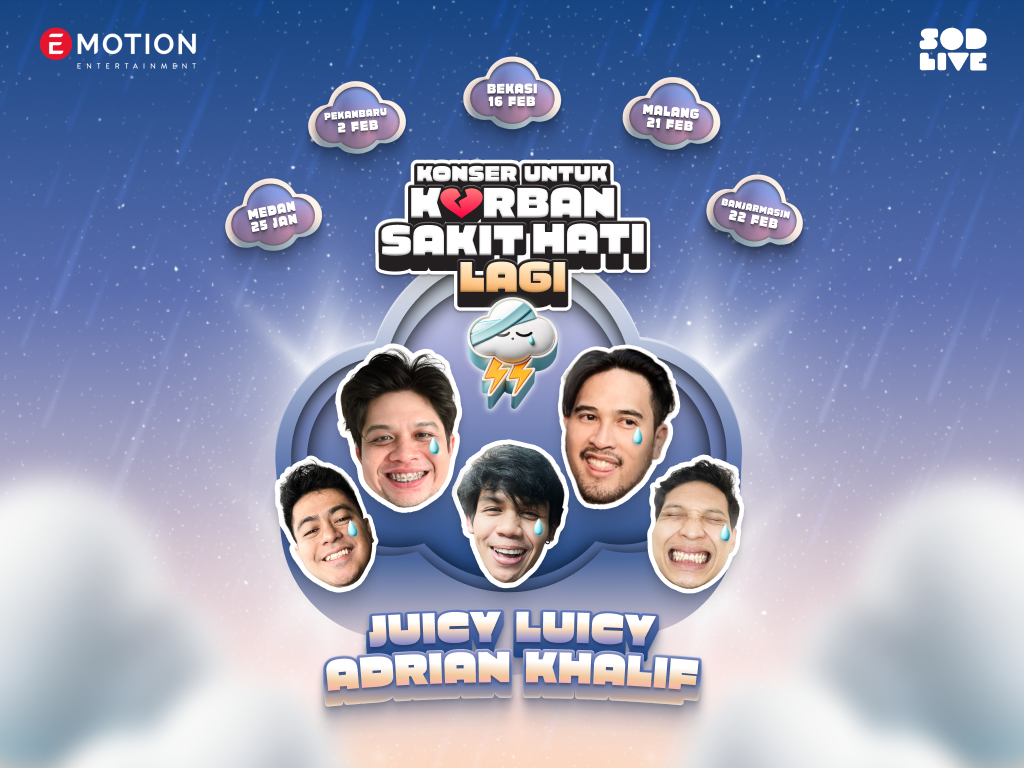 EMOTION
ENTERTAINMENT
SOD
LIVE
MEDAN
25 JAN
PEKANBARU
2 FEB
BEKASI
16 FEB
MALANG
21 FEB
BANJARMASIN
22 FEB
KONSER UNTUK
KORBAN
SAKIT HATI
LAGI
JUICY LUICY
ADRIAN KHALIF